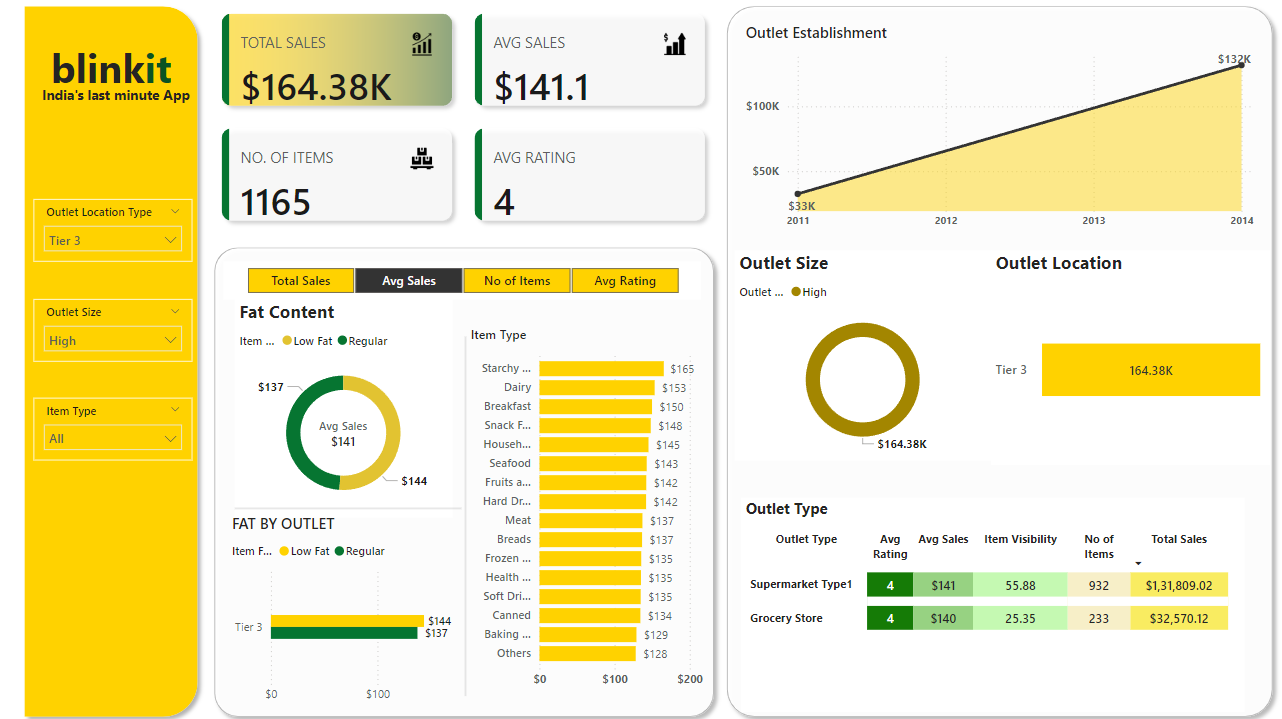 blinkit
India's last minute App
Outlet Location Type
Tier 3
Outlet Size
High
Item Type
All
TOTAL SALES
$164.38K
AVG SALES
$141.1
NO. OF ITEMS
1165
AVG RATING
4
Total Sales
Avg Sales
No of Items
Avg Rating
Fat Content
Item ... Low Fat Regular
$137
Avg Sales
$141
$144
FAT BY OUTLET
Item F... Low Fat Regular
Tier 3
$144
$137
$0 $100
Item Type
Starchy ... $165
Dairy $153
Breakfast $150
Snack F... $148
Househ... $145
Seafood $143
Fruits a... $142
Hard Dr... $142
Meat $137
Breads $137
Frozen ... $135
Health ... $135
Soft Dri... $135
Canned $134
Baking ... $129
Others $128
$0 $100 $200
Outlet Establishment
$132K
$100K
$50K
$33K
2011 2012 2013 2014
Outlet Size
Outlet ... High
$164.38K
Outlet Location
Tier 3 164.38K
Outlet Type
Outlet Type Avg Rating Avg Sales Item Visibility No of Items Total Sales
Supermarket Type1 4 $141 55.88 932 $1,31,809.02
Grocery Store 4 $140 25.35 233 $32,570.12